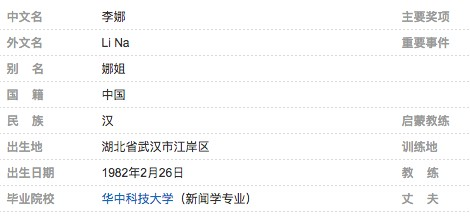 中文名 李娜 主要奖项
外文名 Li Na 重要事件
别 名 娜姐
国 籍 中国
民 族 汉 启蒙教练
出生地 湖北省武汉市江岸区 训练地
出生日期 1982年2月26日 教 练
毕业院校 华中科技大学（新闻学专业） 丈 夫